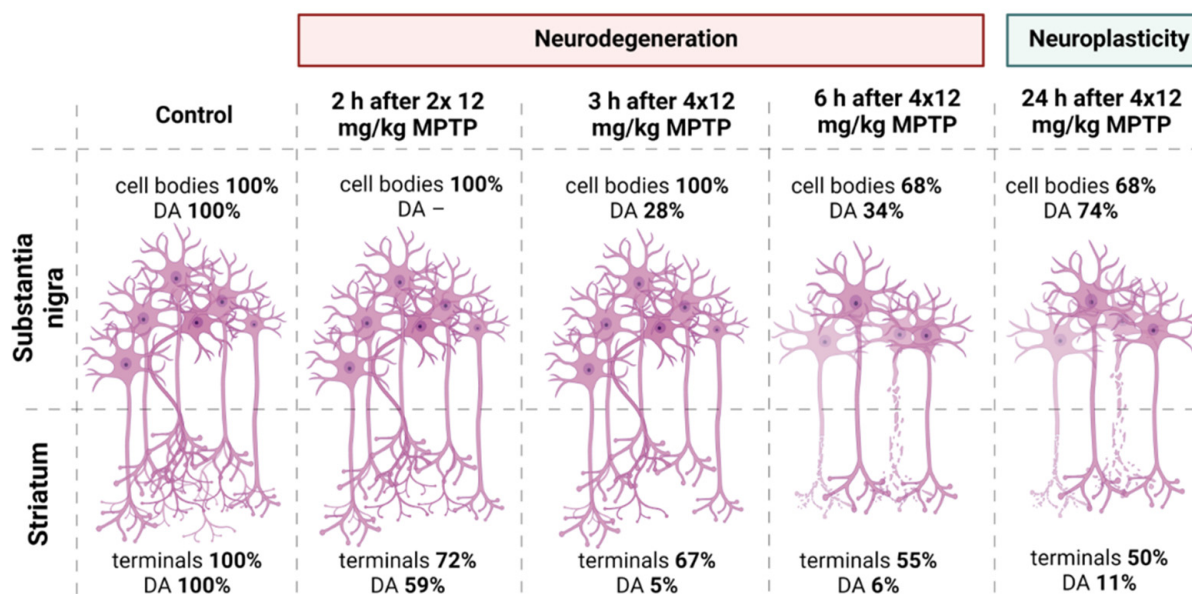 Neurodegeneration
Neuroplasticity
Control
2 h after 2x 12
mg/kg MPTP
3 h after 4x12
mg/kg MPTP
6 h after 4x12
mg/kg MPTP
24 h after 4x12
mg/kg MPTP
Substantia
nigra
cell bodies 100%
DA 100%
cell bodies 100%
DA –
cell bodies 100%
DA 28%
cell bodies 68%
DA 34%
cell bodies 68%
DA 74%
Striatum
terminals 100%
DA 100%
terminals 72%
DA 59%
terminals 67%
DA 5%
terminals 55%
DA 6%
terminals 50%
DA 11%